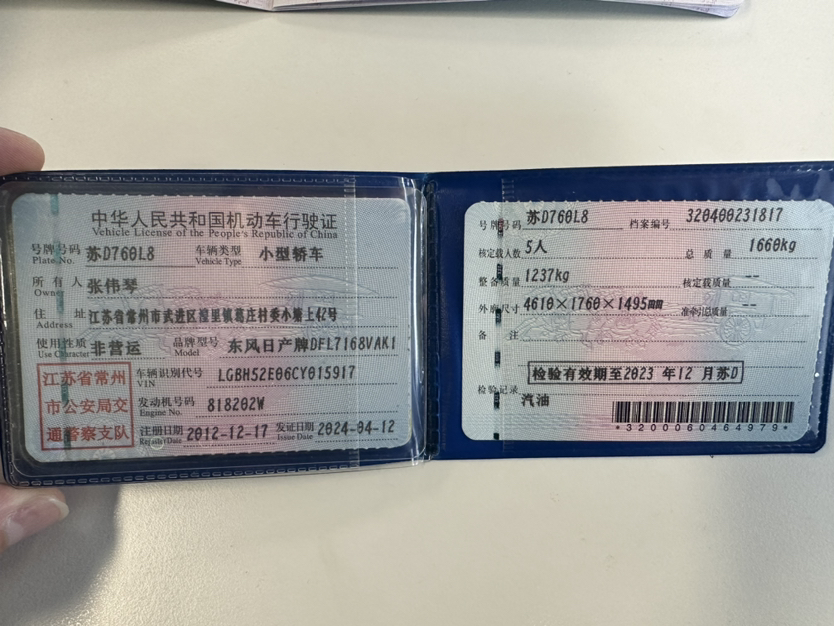 中华人民共和国机动车行驶证
Vehicle License of the People's Republic of China
号牌号码 苏D760L8 车辆类型 小型轿车
Plate No. Vehicle Type
所有人 张伟琴
Owner
住址 江苏省常州市武进区湟里镇葛庄村委小塘上42号
Address
使用性质 非营运 品牌型号 东风日产牌DFL7168VAK1
Use Character Model
江苏省常州
市公安局交
通警察支队
车辆识别代号 LGBH52E06CY015917
VIN
发动机号码 818202W
Engine No.
注册日期 2012-12-17 发证日期 2024-04-12
Register Date Issue Date
号牌号码 苏D760L8 档案编号 320400231817
核定载人数 5人 总质量 1660kg
整备质量 1237kg 核定载质量 --
外廓尺寸 4610×1760×1495mm 准牵引总质量 --
备注
检验有效期至2023 年12 月苏D
检验记录
汽油
*3200060464979*